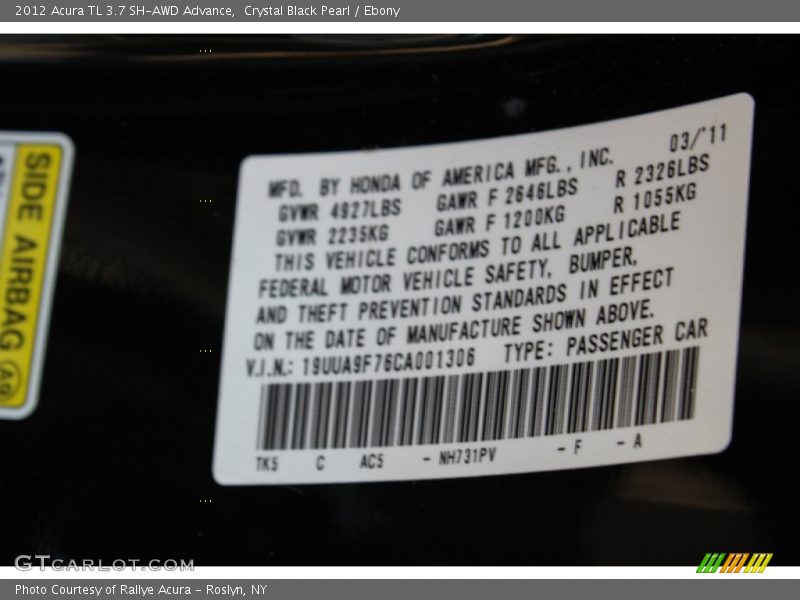 2012 Acura TL 3.7 SH-AWD Advance,  Crystal Black Pearl / Ebony
SIDE AIRBAG
MFD. BY HONDA OF AMERICA MFG., INC. 03/'11
GVWR 4927LBS GAWR F 2646LBS R 2326LBS
GVWR 2235KG GAWR F 1200KG R 1055KG
THIS VEHICLE CONFORMS TO ALL APPLICABLE
FEDERAL MOTOR VEHICLE SAFETY, BUMPER,
AND THEFT PREVENTION STANDARDS IN EFFECT
ON THE DATE OF MANUFACTURE SHOWN ABOVE.
V.I.N.: 19UUA9F76CA001306 TYPE: PASSENGER CAR
TK5 C AC5 - NH731PV - F - A
GTCARLOT.COM
Photo Courtesy of Rallye Acura - Roslyn, NY